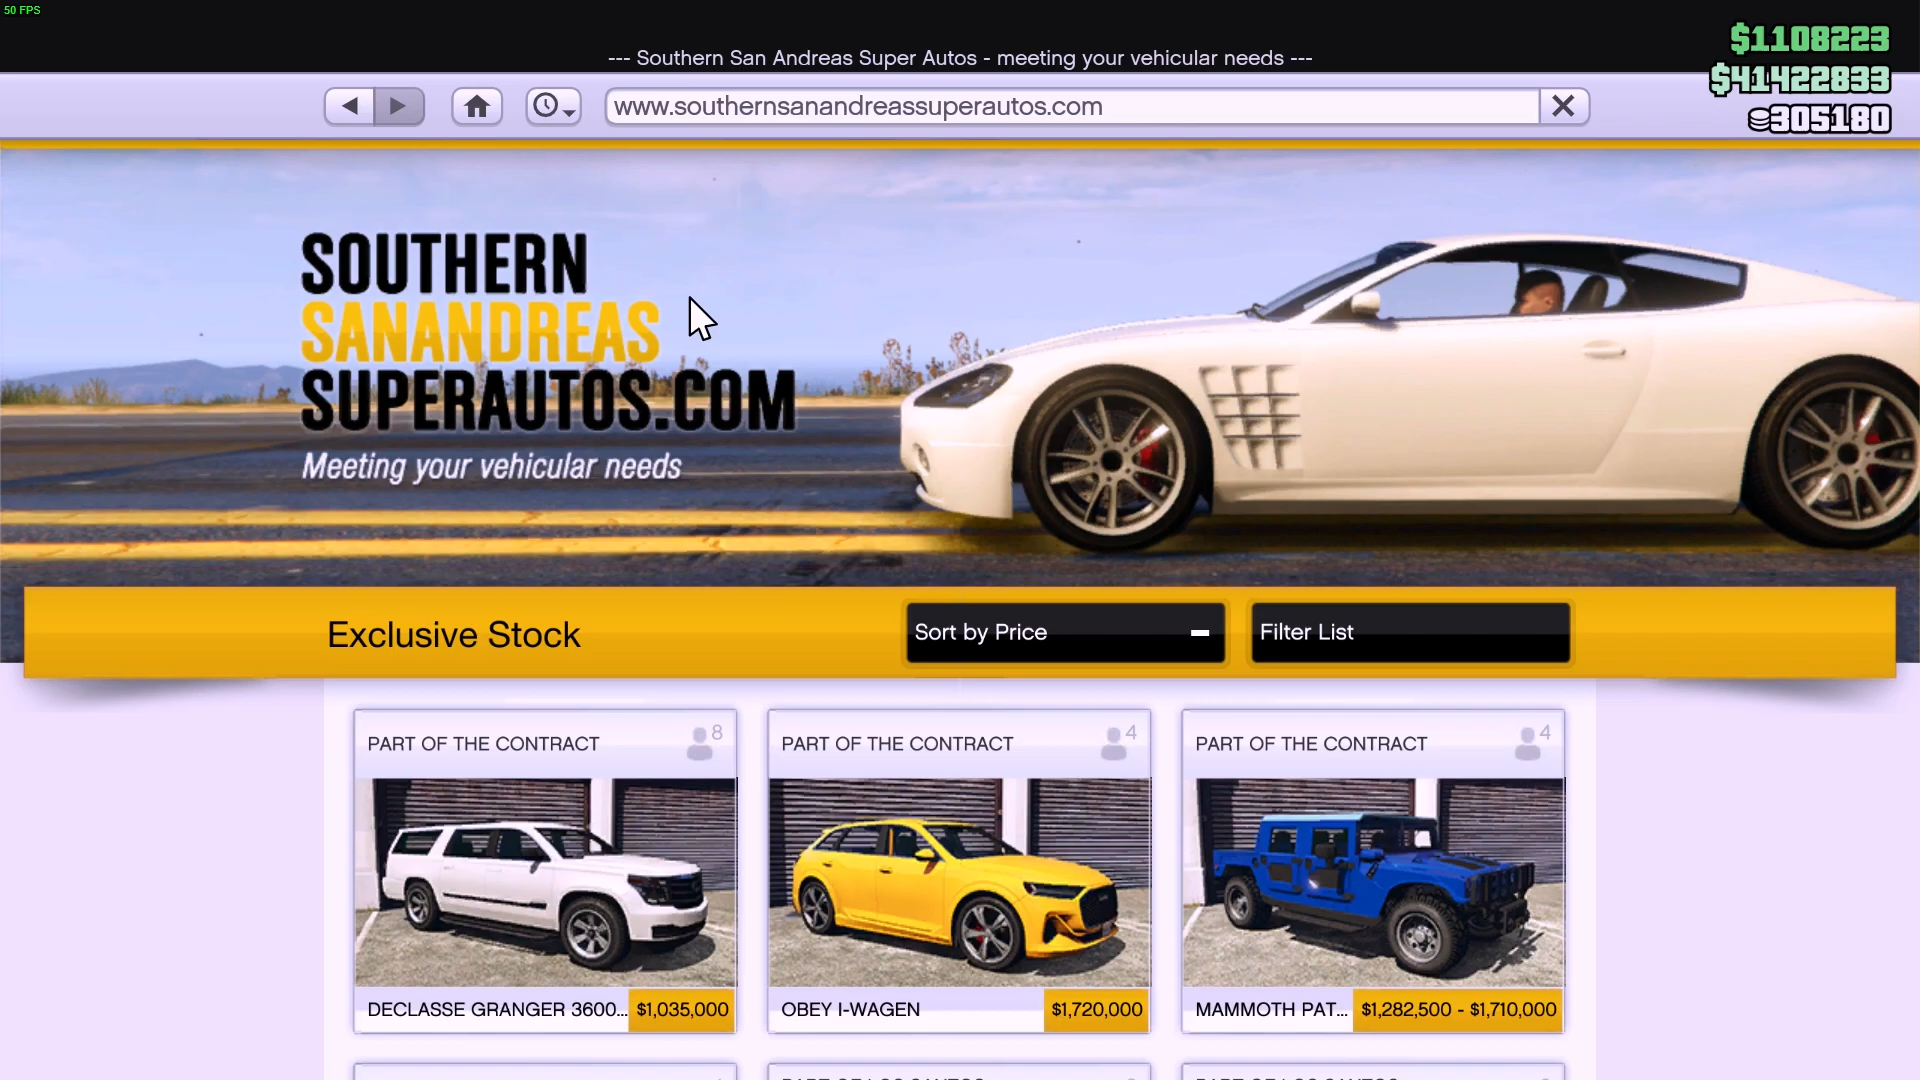 50 FPS
--- Southern San Andreas Super Autos - meeting your vehicular needs ---
$1108223
$41422833
305180
www.southernsanandreassuperautos.com
SOUTHERN
SANANDREAS
SUPERAUTOS.COM
Meeting your vehicular needs
Exclusive Stock
Sort by Price
Filter List
PART OF THE CONTRACT 8
PART OF THE CONTRACT 4
PART OF THE CONTRACT 4
DECLASSE GRANGER 3600... $1,035,000
OBEY I-WAGEN $1,720,000
MAMMOTH PAT... $1,282,500 - $1,710,000